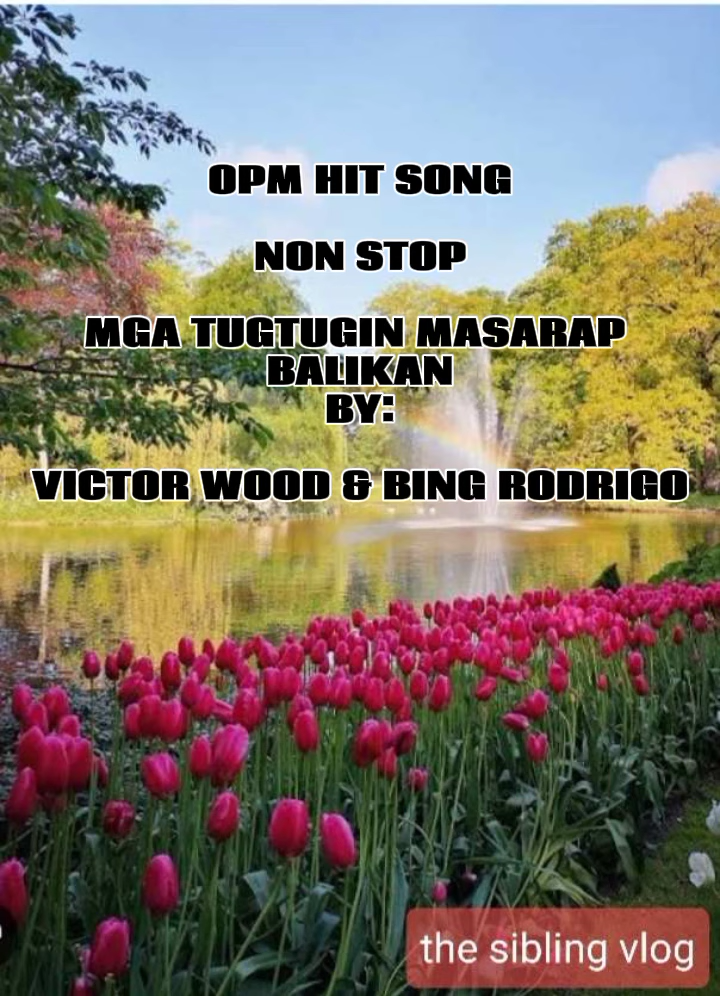 OPM HIT SONG
NON STOP
MGA TUGTUGIN MASARAP
BALIKAN
BY:
VICTOR WOOD & BING RODRIGO
the sibling vlog